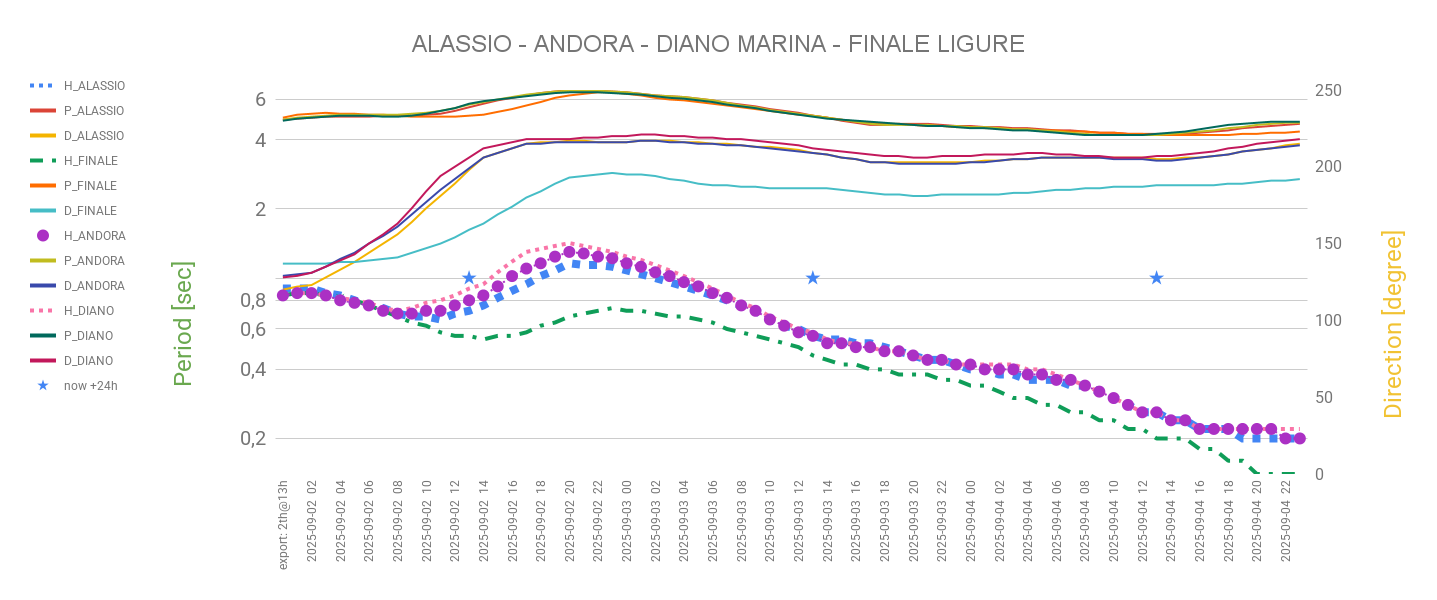 ALASSIO - ANDORA - DIANO MARINA - FINALE LIGURE
H_ALASSIO
P_ALASSIO
D_ALASSIO
H_FINALE
P_FINALE
D_FINALE
H_ANDORA
P_ANDORA
D_ANDORA
H_DIANO
P_DIANO
D_DIANO
now +24h
Period [sec]
6
4
2
0,8
0,6
0,4
0,2
250
200
150
100
50
0
Direction [degree]
export: 2th@13h
2025-09-02 02
2025-09-02 04
2025-09-02 06
2025-09-02 08
2025-09-02 10
2025-09-02 12
2025-09-02 14
2025-09-02 16
2025-09-02 18
2025-09-02 20
2025-09-02 22
2025-09-03 00
2025-09-03 02
2025-09-03 04
2025-09-03 06
2025-09-03 08
2025-09-03 10
2025-09-03 12
2025-09-03 14
2025-09-03 16
2025-09-03 18
2025-09-03 20
2025-09-03 22
2025-09-04 00
2025-09-04 02
2025-09-04 04
2025-09-04 06
2025-09-04 08
2025-09-04 10
2025-09-04 12
2025-09-04 14
2025-09-04 16
2025-09-04 18
2025-09-04 20
2025-09-04 22